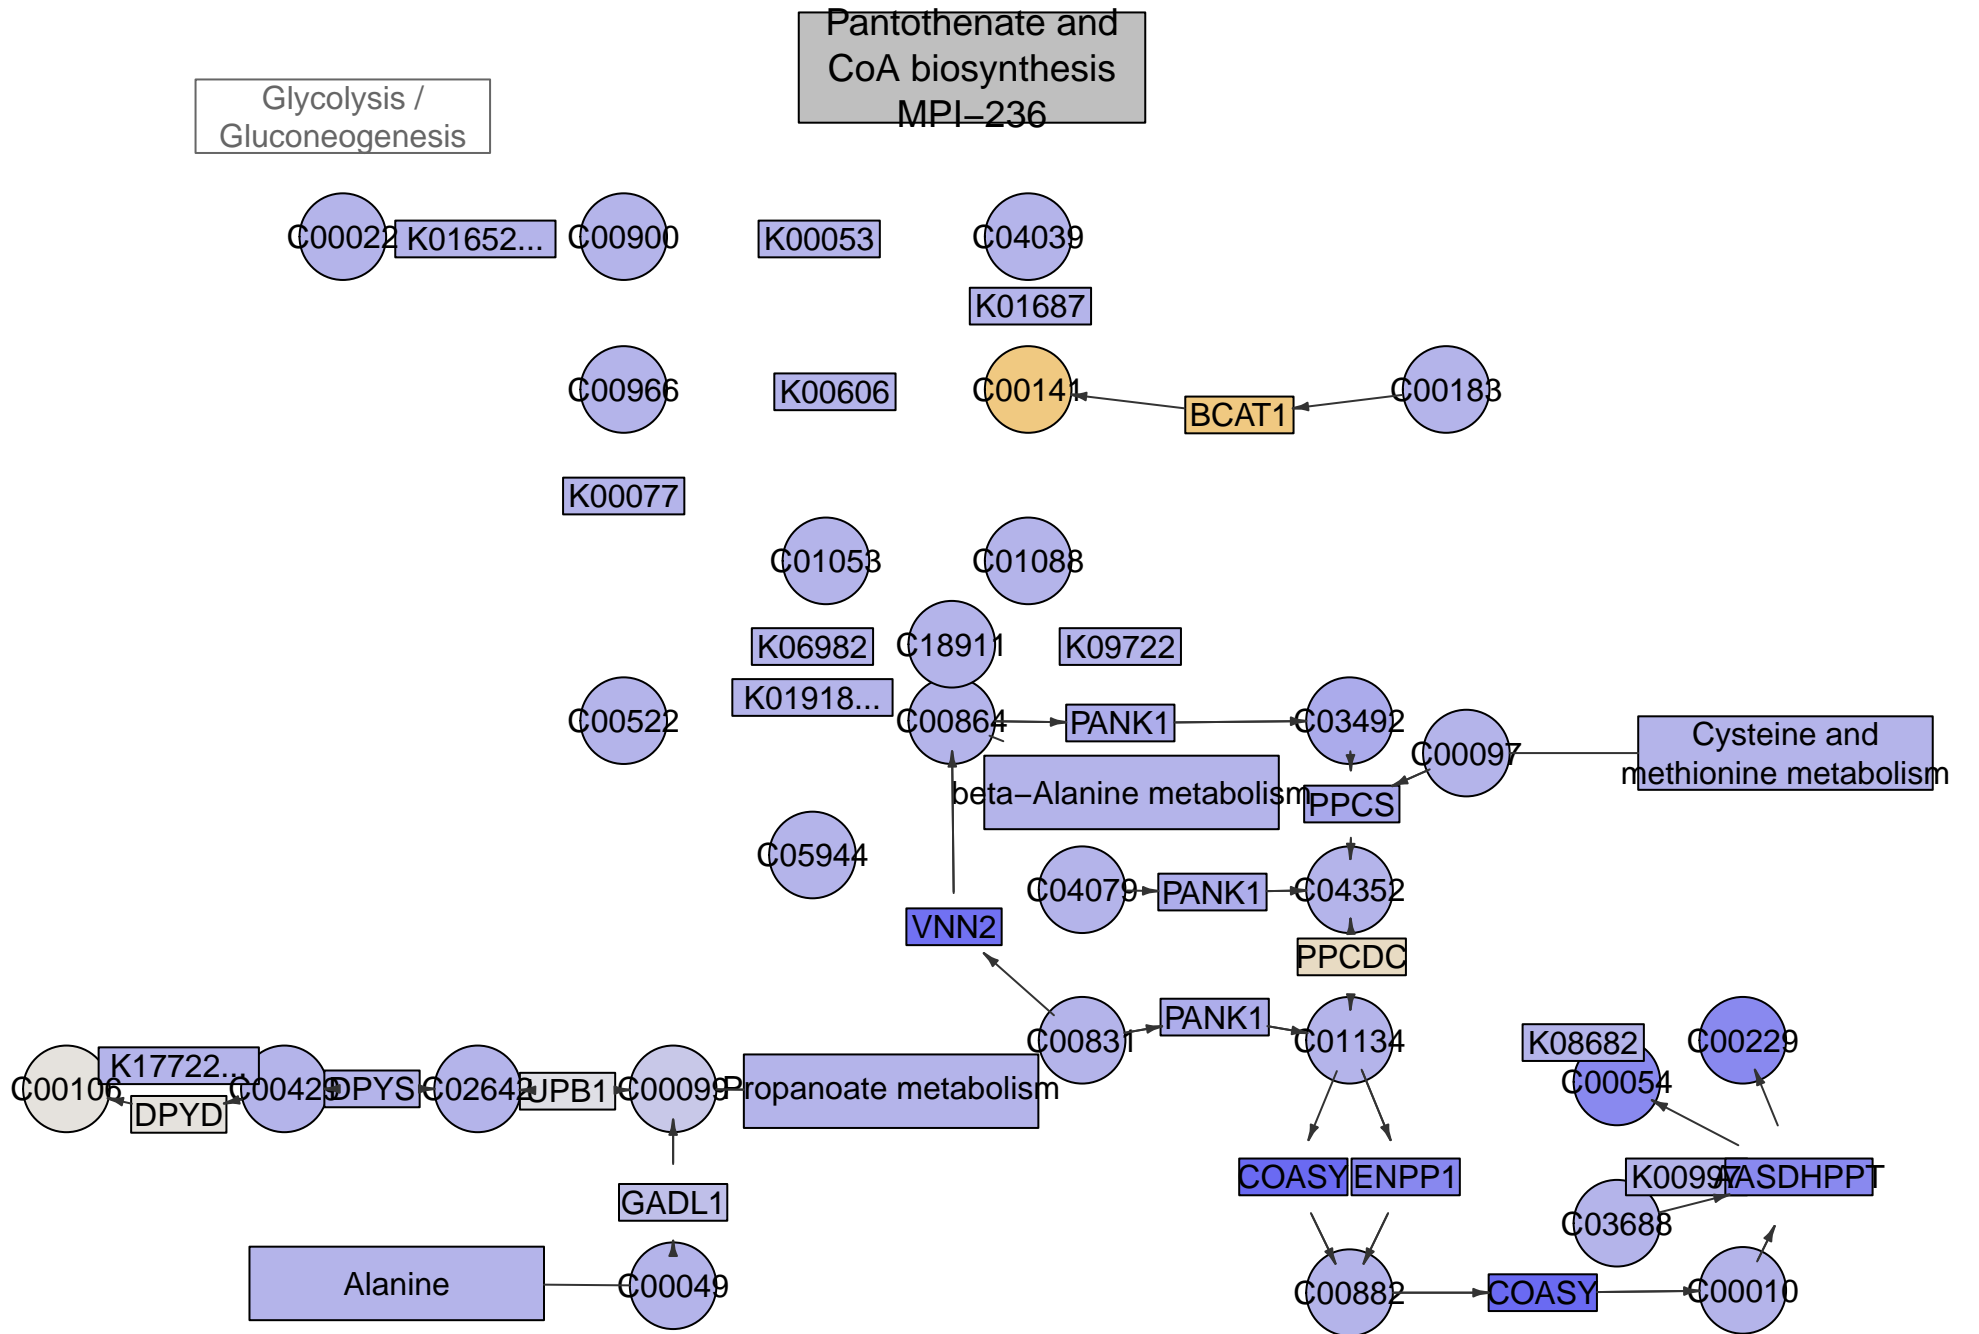 Pantothenate and
CoA biosynthesis
MPI−236
Glycolysis /
Gluconeogenesis
C00022
K01652...
C00900
K00053
C04039
K01687
C00966
K00606
C00141
BCAT1
C00183
K00077
C01053
C01088
K06982
C18911
K09722
C00522
K01918...
C00864
PANK1
C03492
C00097
Cysteine and
methionine metabolism
beta−Alanine metabolism
PPCS
C05944
C04079
PANK1
C04352
VNN2
PPCDC
C00831
PANK1
C01134
K08682
C00229
C00054
C00106
K17722...
DPYD
C00429
DPYS
C02642
UPB1
C00099
Propanoate metabolism
COASY
ENPP1
K00997
AASDHPPT
GADL1
C03688
Alanine
C00049
C00882
COASY
C00010